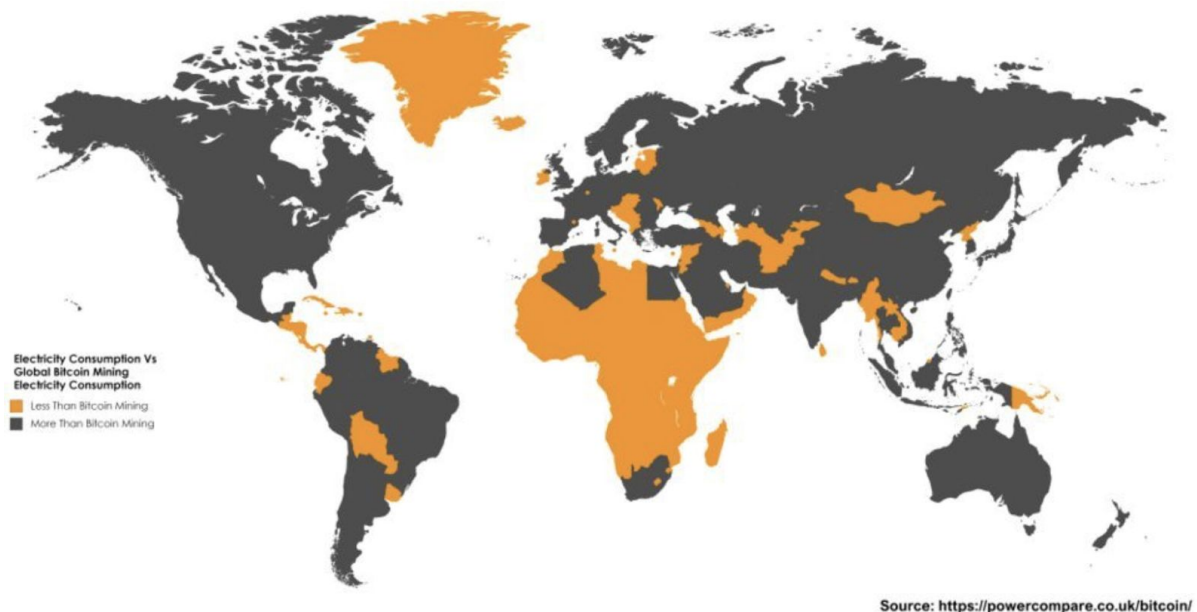 Electricity Consumption Vs
Global Bitcoin Mining
Electricity Consumption
Less Than Bitcoin Mining
More Than Bitcoin Mining
Source: https://powercompare.co.uk/bitcoin/